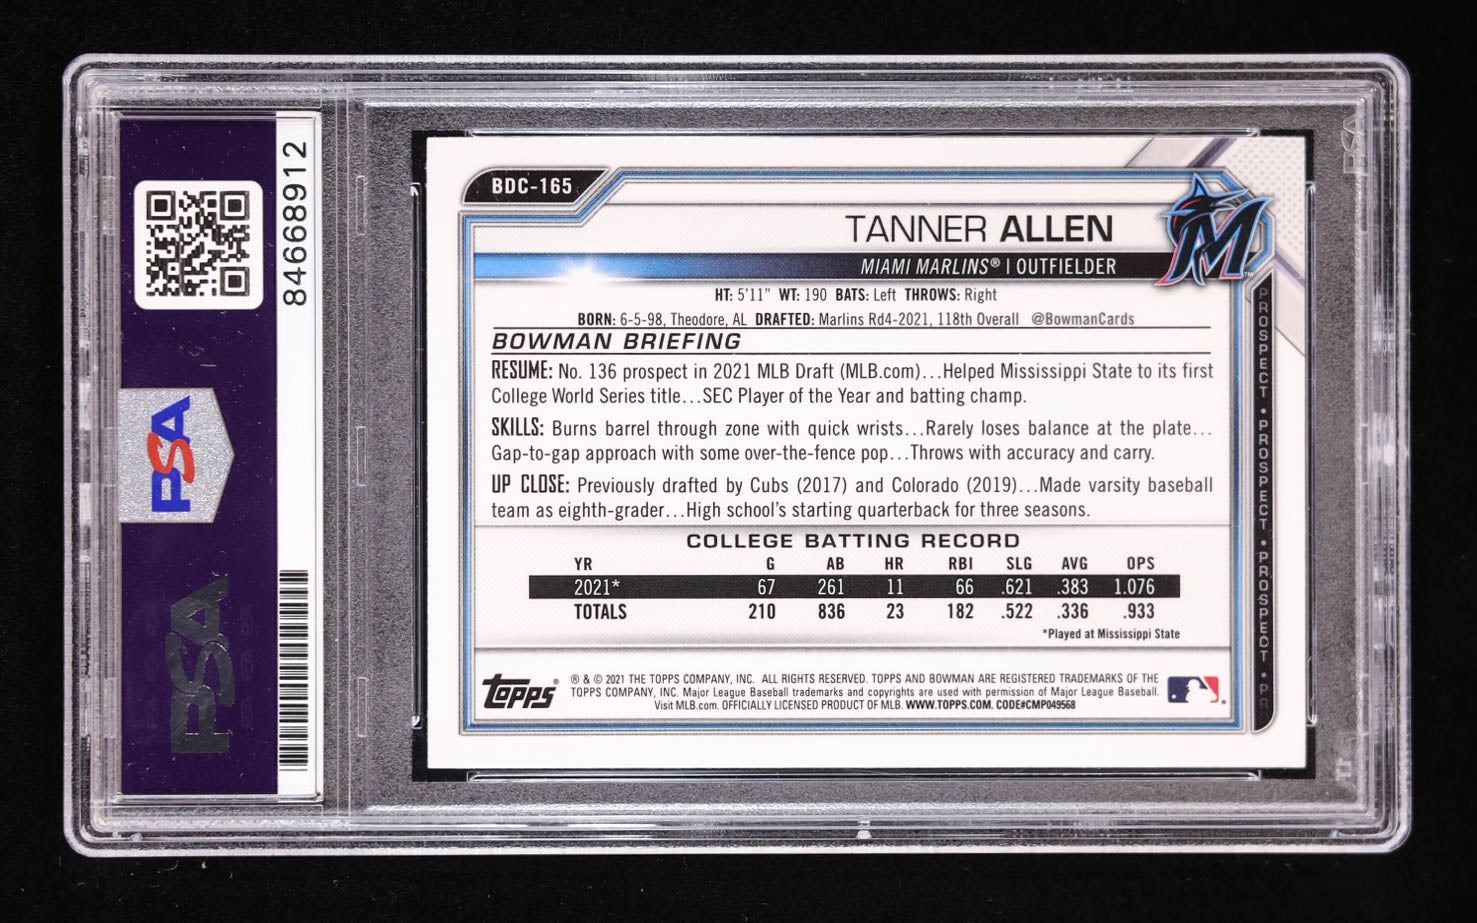 84668912
PSA
PSA
BDC-165
TANNER ALLEN
M
MIAMI MARLINS® | OUTFIELDER
HT: 5'11" WT: 190 BATS: Left THROWS: Right
BORN: 6-5-98, Theodore, AL DRAFTED: Marlins Rd4-2021, 118th Overall @BowmanCards
BOWMAN BRIEFING
RESUME: No. 136 prospect in 2021 MLB Draft (MLB.com)...Helped Mississippi State to its first
College World Series title...SEC Player of the Year and batting champ.
SKILLS: Burns barrel through zone with quick wrists...Rarely loses balance at the plate...
Gap-to-gap approach with some over-the-fence pop...Throws with accuracy and carry.
UP CLOSE: Previously drafted by Cubs (2017) and Colorado (2019)...Made varsity baseball
team as eighth-grader...High school's starting quarterback for three seasons.
COLLEGE BATTING RECORD
YR G AB HR RBI SLG AVG OPS
2021* 67 261 11 66 .621 .383 1.076
TOTALS 210 836 23 182 .522 .336 .933
*Played at Mississippi State
Topps®
® & © 2021 THE TOPPS COMPANY, INC. ALL RIGHTS RESERVED. TOPPS AND BOWMAN ARE REGISTERED TRADEMARKS OF THE
TOPPS COMPANY, INC. Major League Baseball trademarks and copyrights are used with permission of Major League Baseball.
Visit MLB.com. OFFICIALLY LICENSED PRODUCT OF MLB. WWW.TOPPS.COM. CODE#CMP049568
PROSPECT • PROSPECT • PROSPECT • PR
PSA